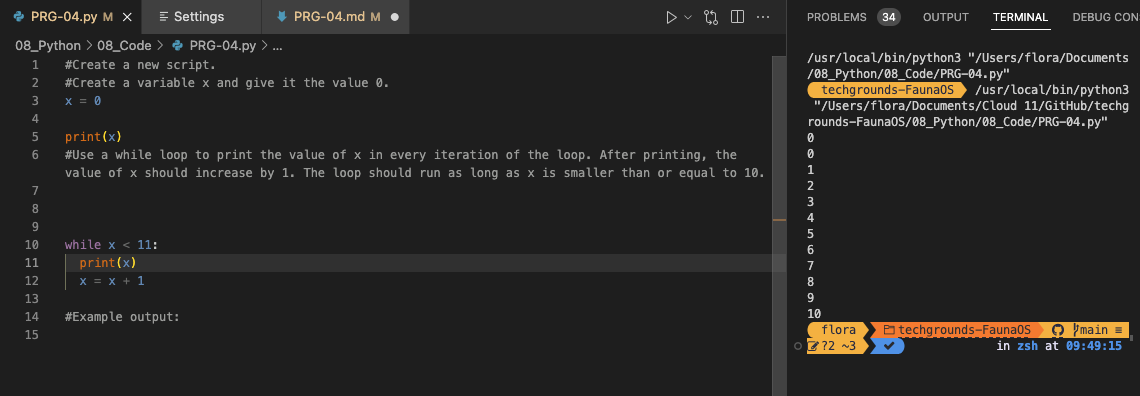 PRG-04.py M Settings PRG-04.md M
08_Python > 08_Code > PRG-04.py > ...
1 #Create a new script.
2 #Create a variable x and give it the value 0.
3 x = 0
4
5 print(x)
6 #Use a while loop to print the value of x in every iteration of the loop. After printing, the
value of x should increase by 1. The loop should run as long as x is smaller than or equal to 10.
7
8
9
10 while x < 11:
11 print(x)
12 x = x + 1
13
14 #Example output:
15
PROBLEMS 34 OUTPUT TERMINAL DEBUG CON
/usr/local/bin/python3 "/Users/flora/Documents
/08_Python/08_Code/PRG-04.py"
techgrounds-FaunaOS /usr/local/bin/python3
"/Users/flora/Documents/Cloud 11/GitHub/techg
rounds-FaunaOS/08_Python/08_Code/PRG-04.py"
0
0
1
2
3
4
5
6
7
8
9
10
flora techgrounds-FaunaOS main ≡
?2 ~3 in zsh at 09:49:15